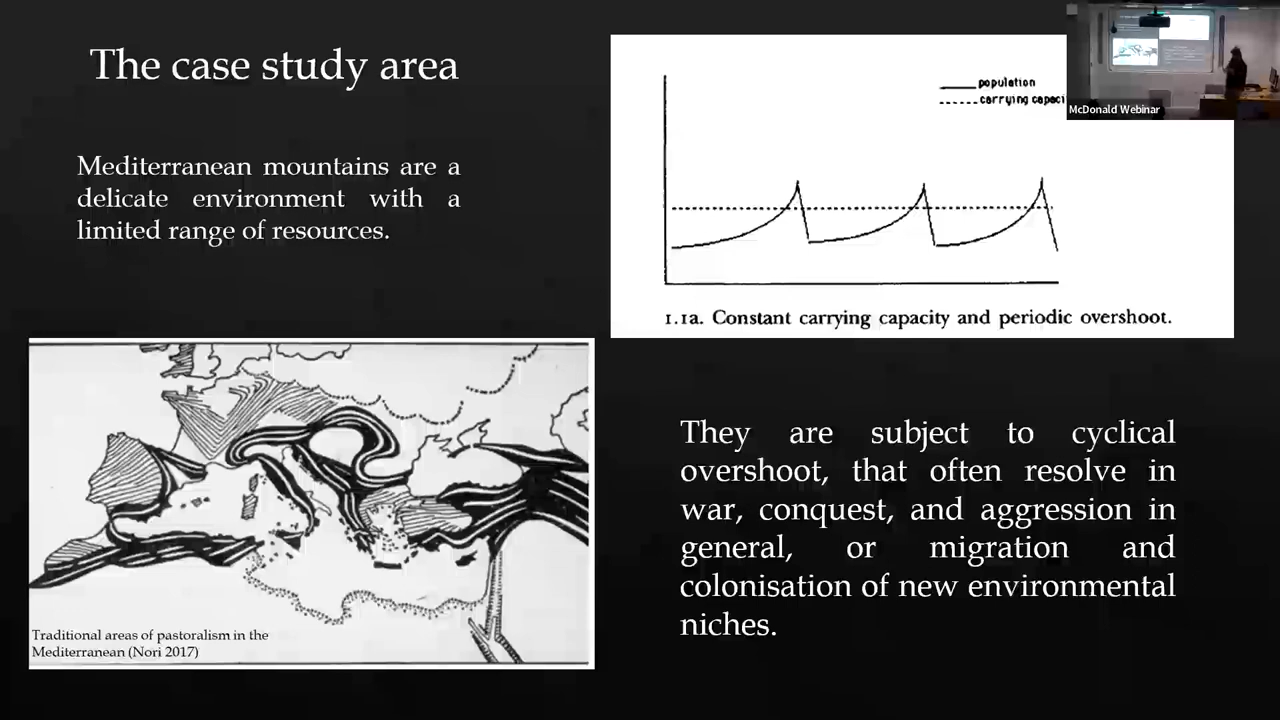 The case study area
Mediterranean mountains are a
delicate environment with a
limited range of resources.
population
carrying capaci
1.1a. Constant carrying capacity and periodic overshoot.
McDonald Webinar
Traditional areas of pastoralism in the
Mediterranean (Nori 2017)
They are subject to cyclical
overshoot, that often resolve in
war, conquest, and aggression in
general, or migration and
colonisation of new environmental
niches.